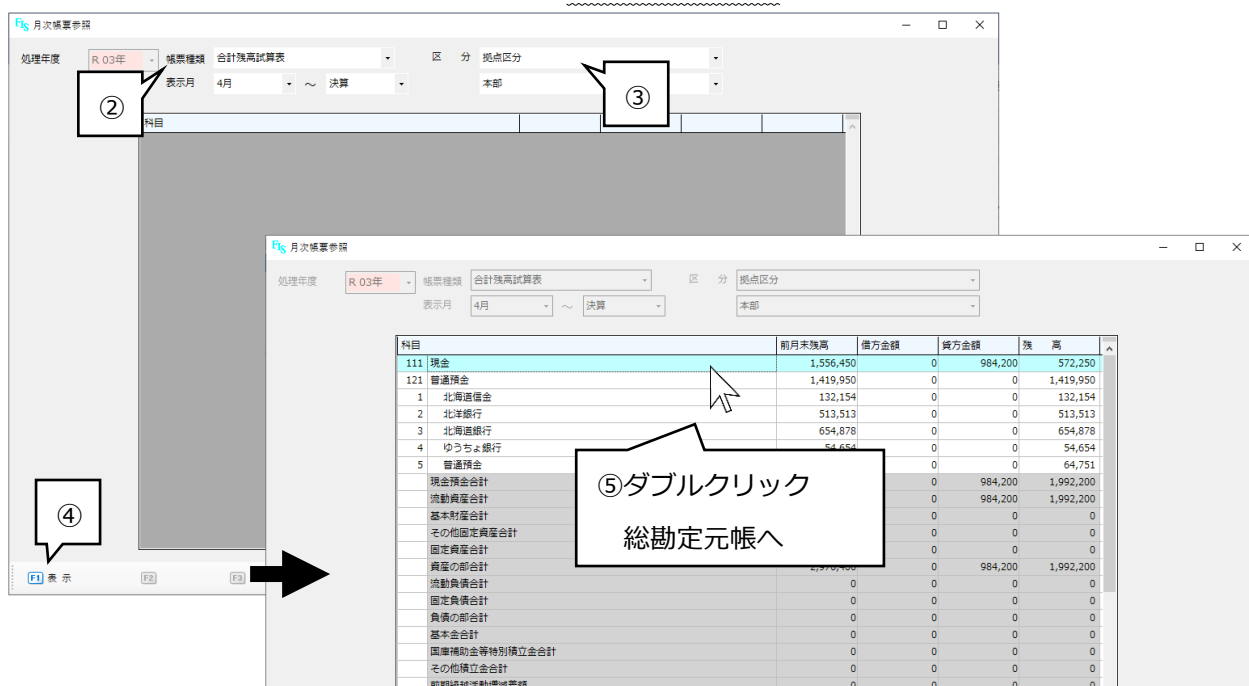 FIS 月次帳票参照
処理年度 R 03年 帳票種類 合計残高試算表 区 分 拠点区分
表示月 4月 ～ 決算 本部
②
③
科目
FIS 月次帳票参照
処理年度 R 03年 帳票種類 合計残高試算表 区 分 拠点区分
表示月 4月 ～ 決算 本部
科目 前月末残高 借方金額 貸方金額 残 高
111 現金 1,556,450 0 984,200 572,250
121 普通預金 1,419,950 0 0 1,419,950
1 北海道信金 132,154 0 0 132,154
2 北洋銀行 513,513 0 0 513,513
3 北海道銀行 654,878 0 0 654,878
4 ゆうちょ銀行 54,654 0 0 54,654
5 普通預金 0 0 64,751
現金預金合計 0 984,200 1,992,200
流動資産合計 0 984,200 1,992,200
基本財産合計 0 0 0
その他固定資産合計 0 0 0
固定資産合計 0 0 0
資産の部合計 0 984,200 1,992,200
流動負債合計 0 0 0 0
固定負債合計 0 0 0 0
負債の部合計 0 0 0 0
基本金合計 0 0 0 0
国庫補助金等特別積立金合計 0 0 0 0
その他積立金合計 0 0 0 0
前期繰越活動増減差額 0 0 0 0
⑤ダブルクリック
総勘定元帳へ
④
F1 表 示 F2 F3